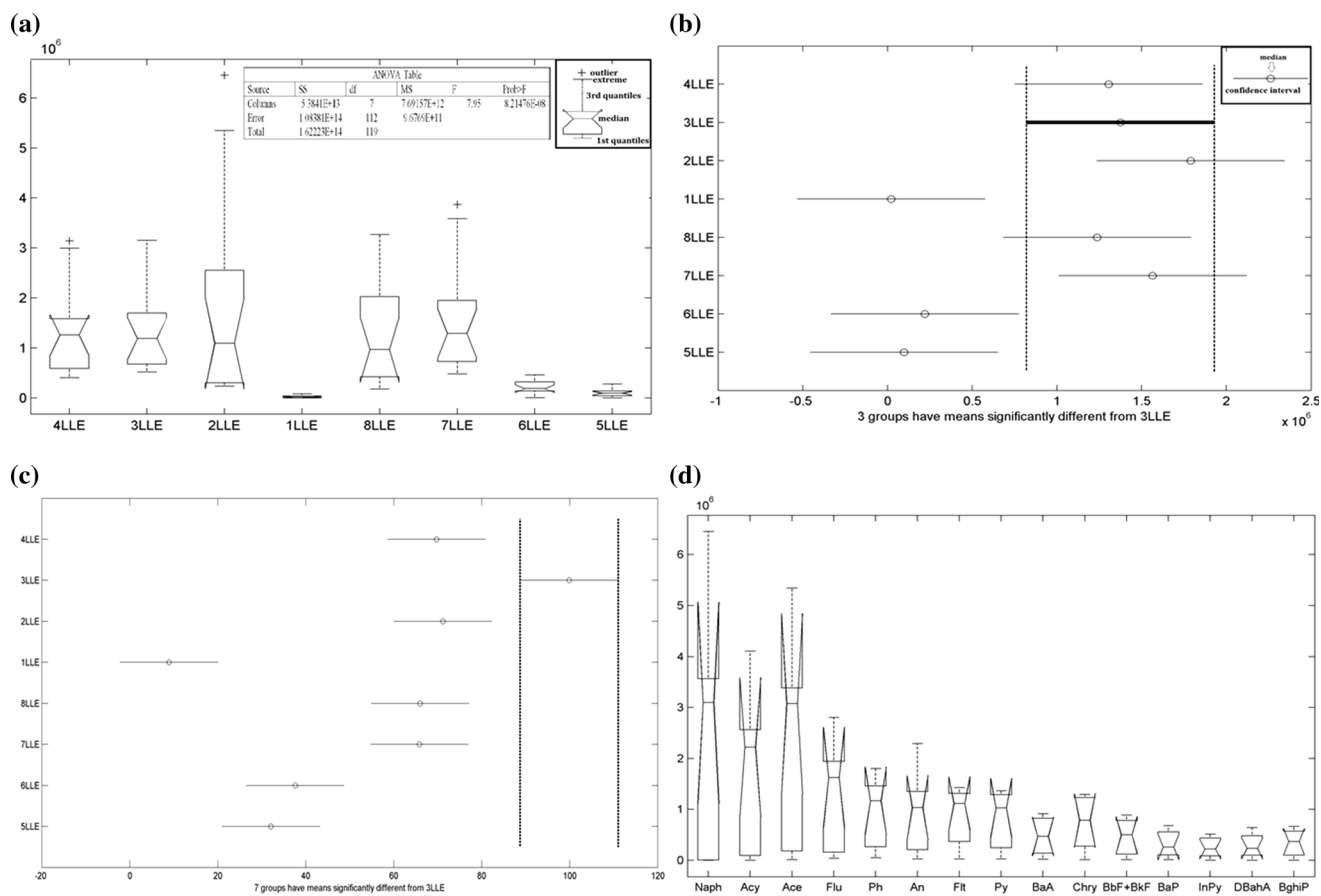 (a)
10⁶
6
5
4
3
2
1
0
ANOVA Table
Source SS df MS F Prob>F
Columns 5.3841E+13 7 7.69157E+12 7.95 8.21476E-08
Error 1.08381E+14 112 9.6769E+11
Total 1.62223E+14 119
outlier
extreme
3rd quantiles
median
1st quantiles
4LLE 3LLE 2LLE 1LLE 8LLE 7LLE 6LLE 5LLE
(b)
median
confidence interval
4LLE
3LLE
2LLE
1LLE
8LLE
7LLE
6LLE
5LLE
-1 -0.5 0 0.5 1 1.5 2 2.5
x 10⁶
3 groups have means significantly different from 3LLE
(c)
4LLE
3LLE
2LLE
1LLE
8LLE
7LLE
6LLE
5LLE
-20 0 20 40 60 80 100 120
7 groups have means significantly different from 3LLE
(d)
10⁶
6
5
4
3
2
1
0
Naph Acy Ace Flu Ph An Flt Py BaA Chry BbF+BkF BaP InPy DBahA BghiP